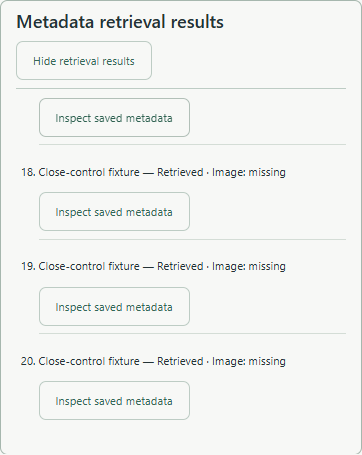 Metadata retrieval results
Hide retrieval results
Inspect saved metadata
18. Close-control fixture — Retrieved · Image: missing
Inspect saved metadata
19. Close-control fixture — Retrieved · Image: missing
Inspect saved metadata
20. Close-control fixture — Retrieved · Image: missing
Inspect saved metadata